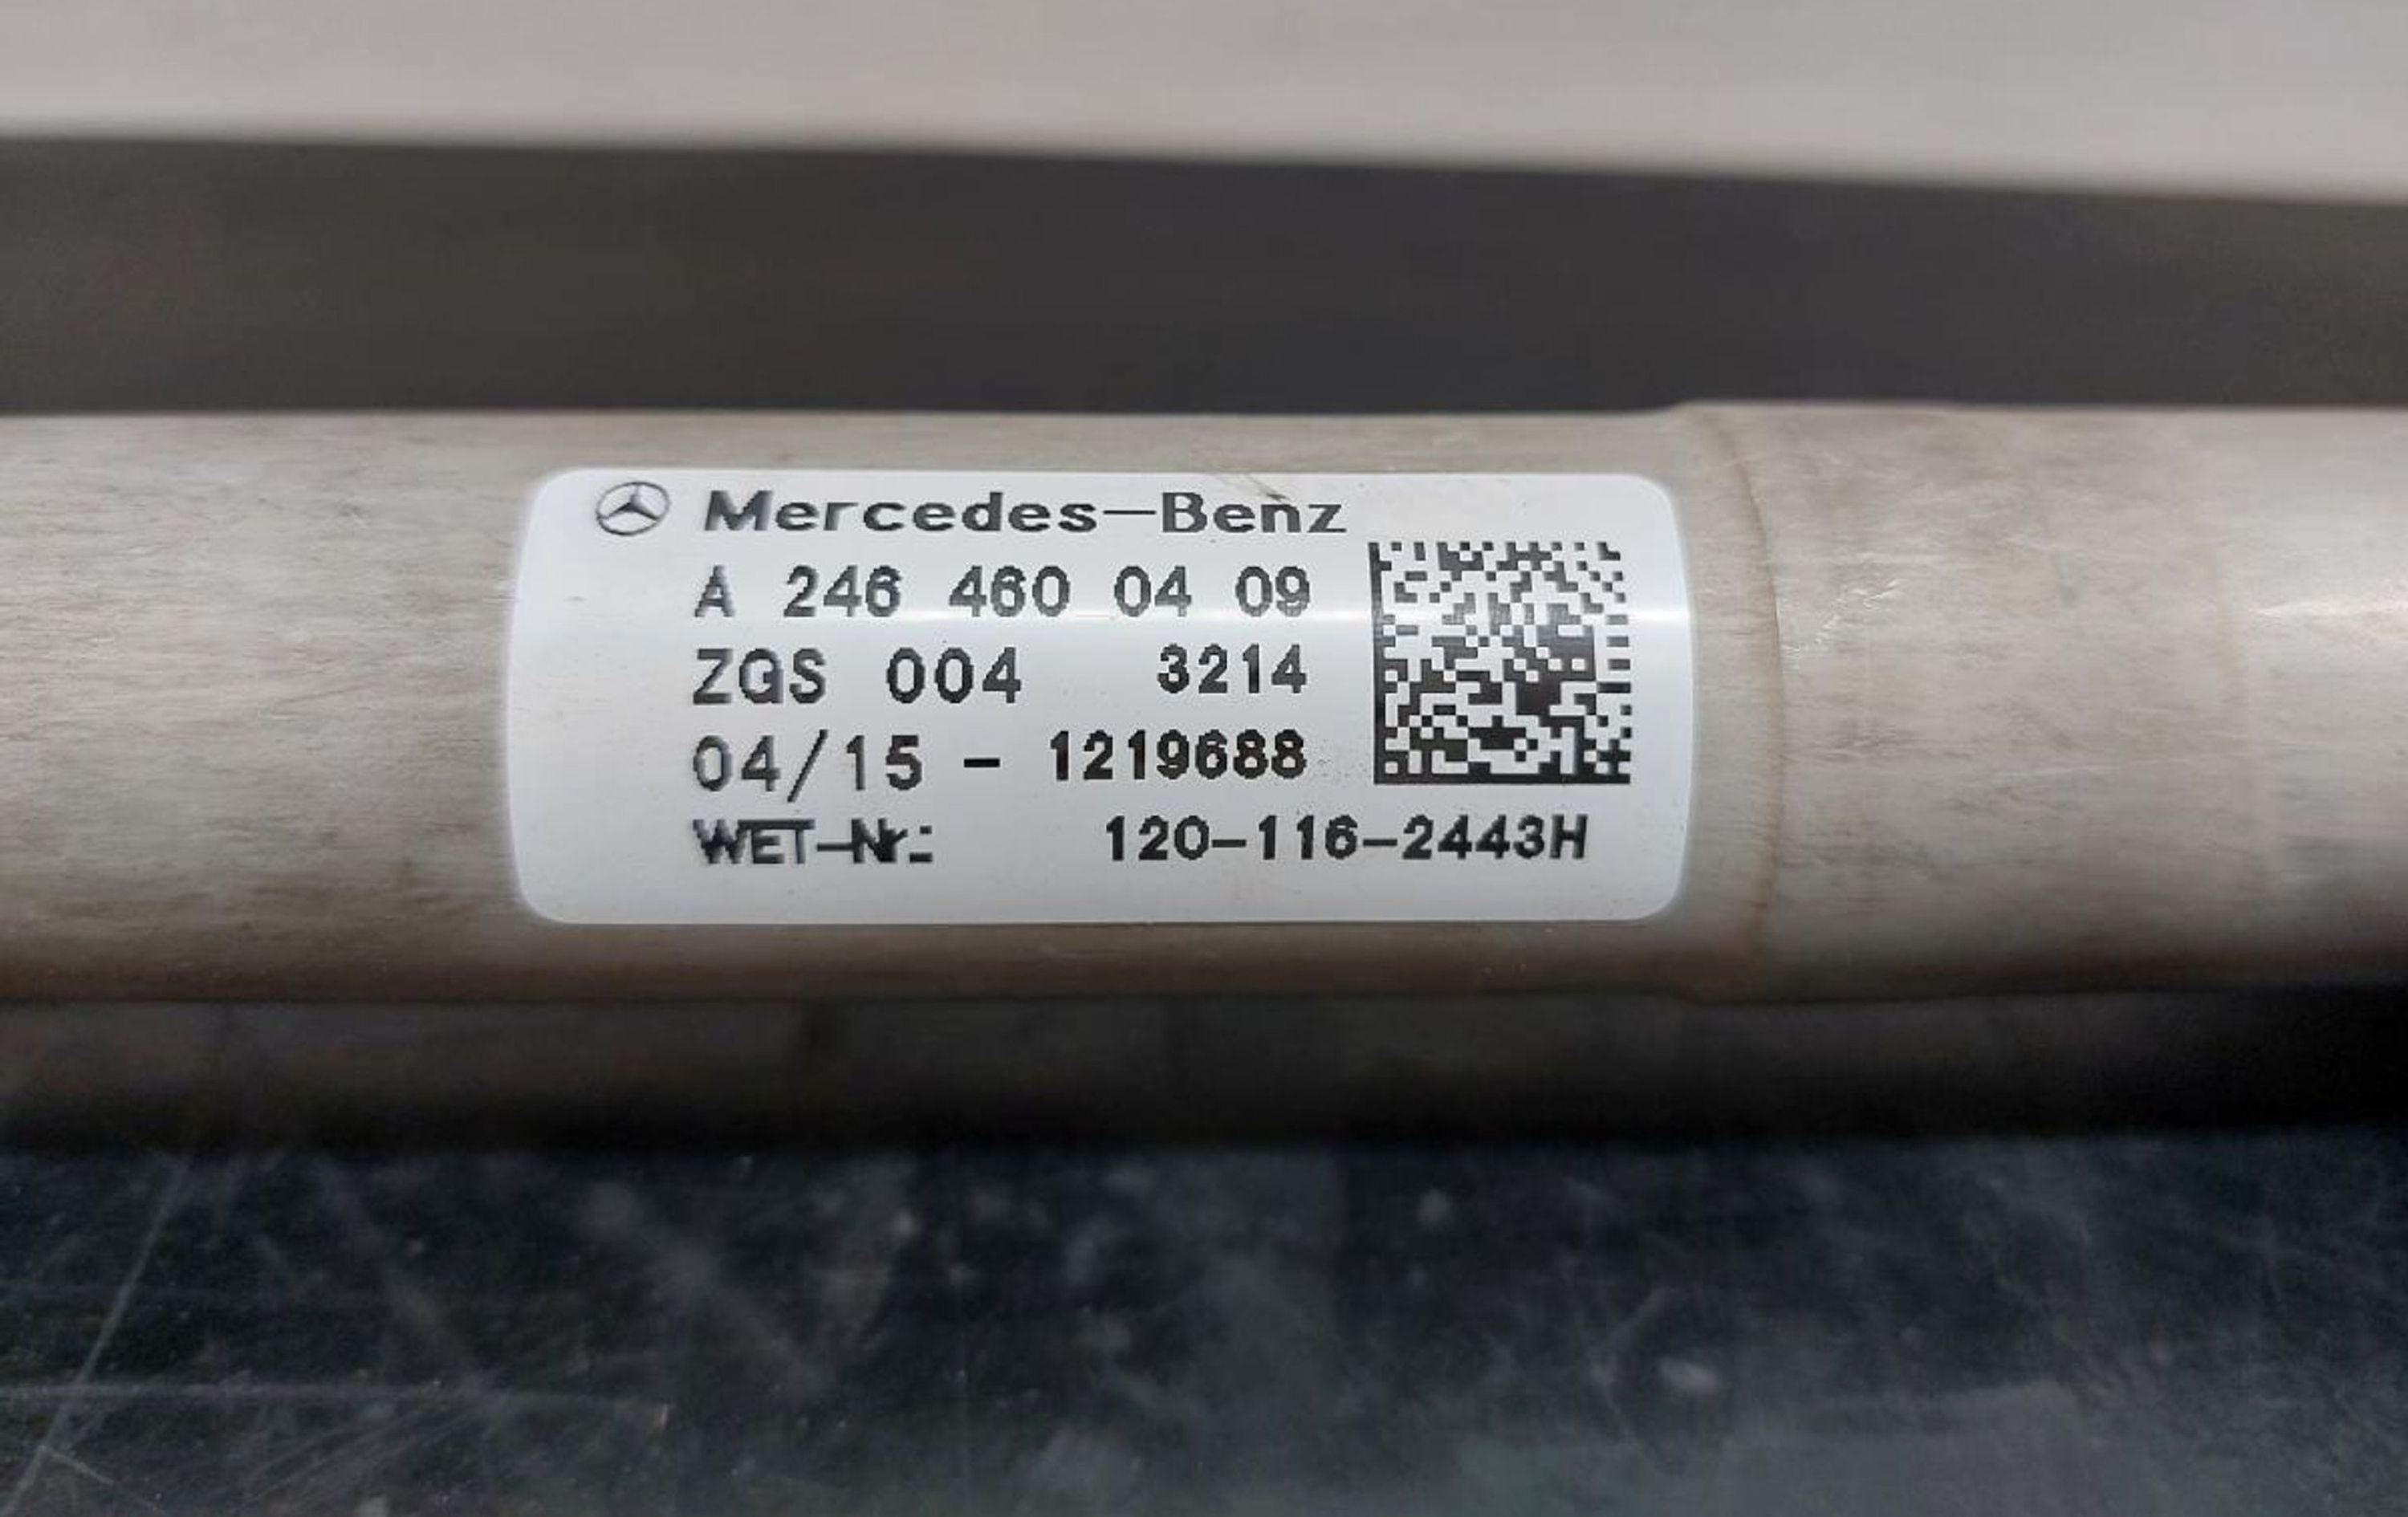 Mercedes-Benz
A 246 460 04 09
ZGS 004 3214
04/15 - 1219688
WET-Nr.: 120-116-2443H